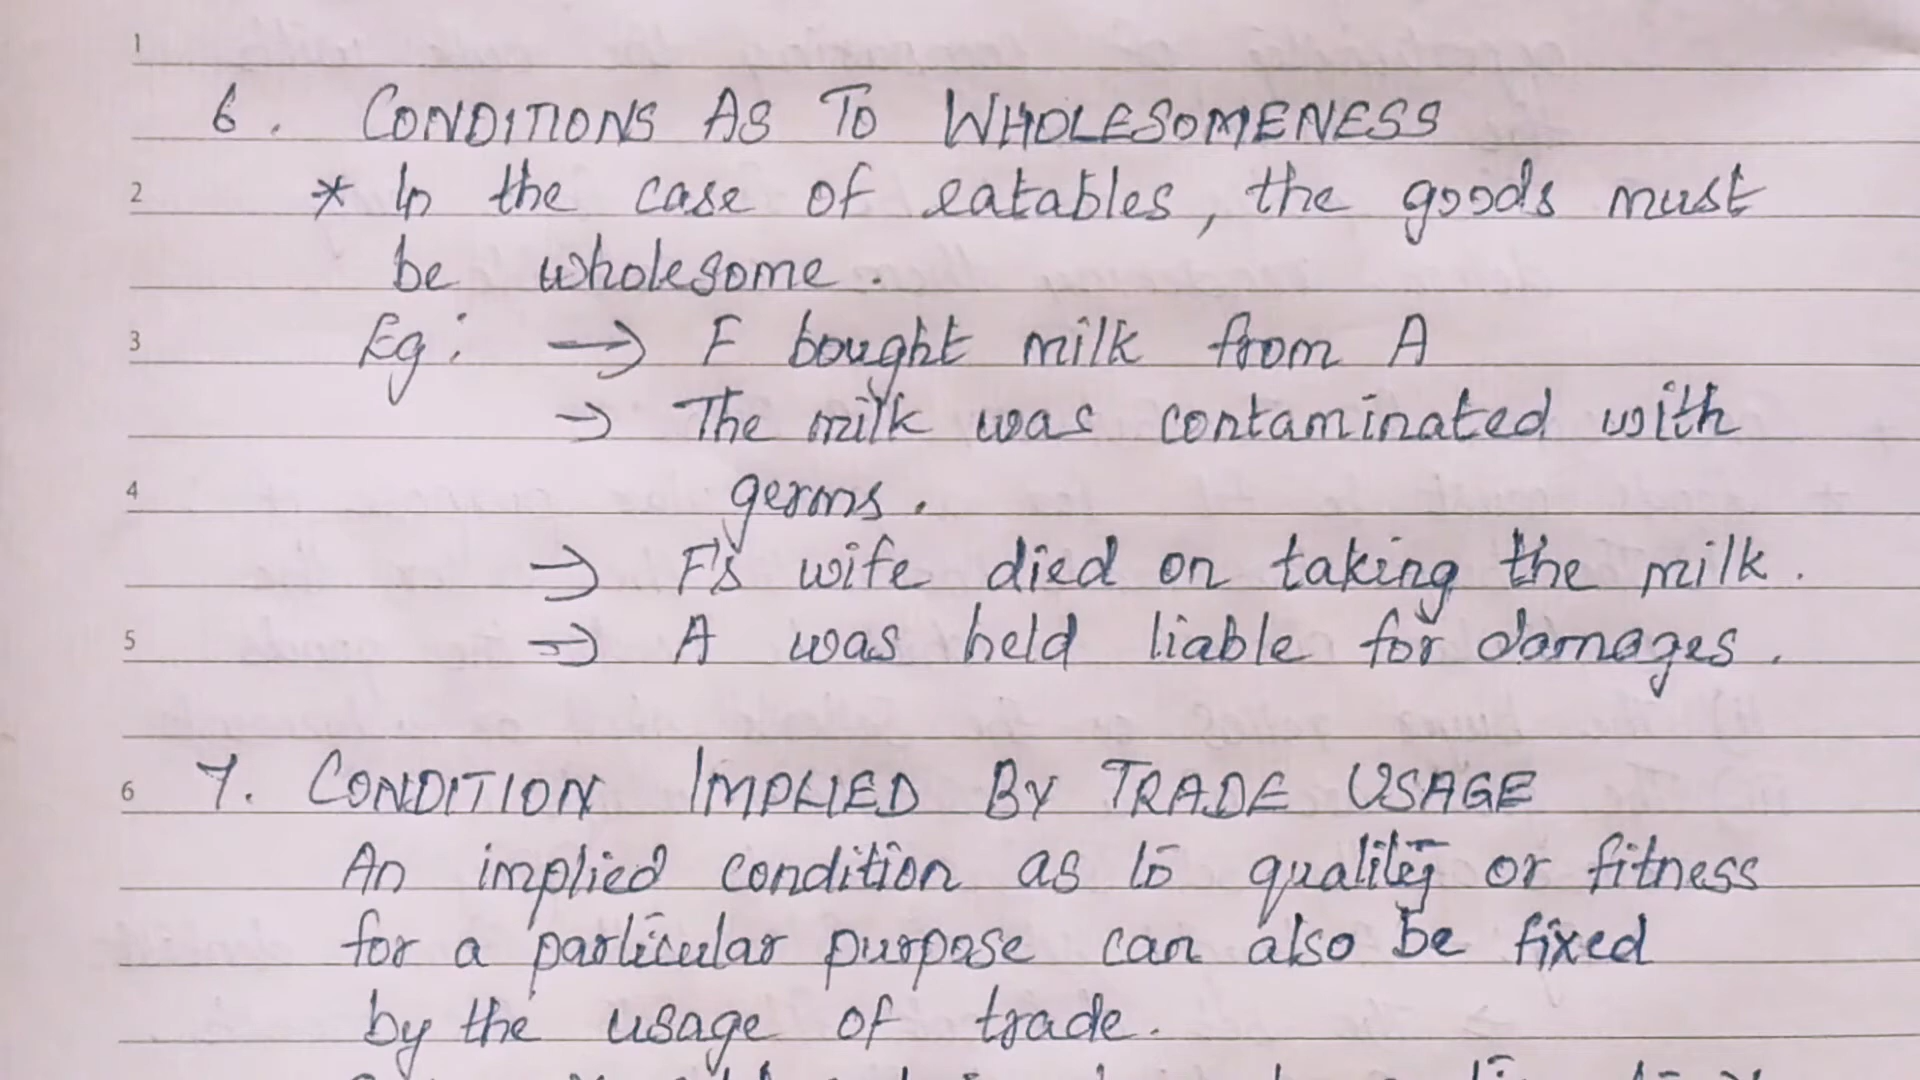 1
6. CONDITIONS AS TO WHOLESOMENESS
2
* In the case of eatables, the goods must
be wholesome.
3
Eg: → F bought milk from A
→ The milk was contaminated with
4
germs.
→ F's wife died on taking the milk.
5
→ A was held liable for damages.
6
7. CONDITION IMPLIED BY TRADE USAGE
An implied condition as to quality or fitness
for a particular purpose can also be fixed
by the usage of trade.